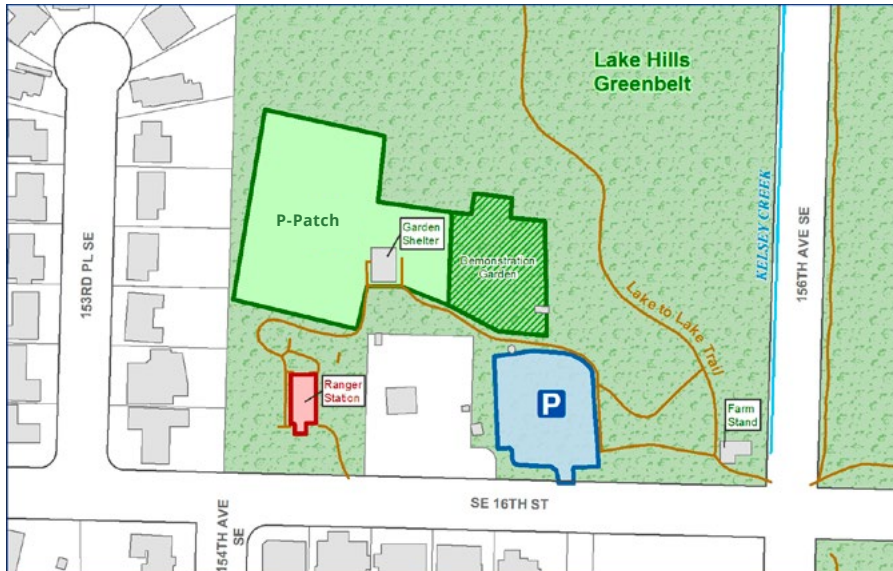 Lake Hills
Greenbelt
P-Patch
Garden
Shelter
Demonstration
Garden
KELSEY CREEK
156TH AVE SE
153RD PL SE
Lake to Lake Trail
Ranger
Station
P
Farm
Stand
SE 16TH ST
154TH AVE
SE